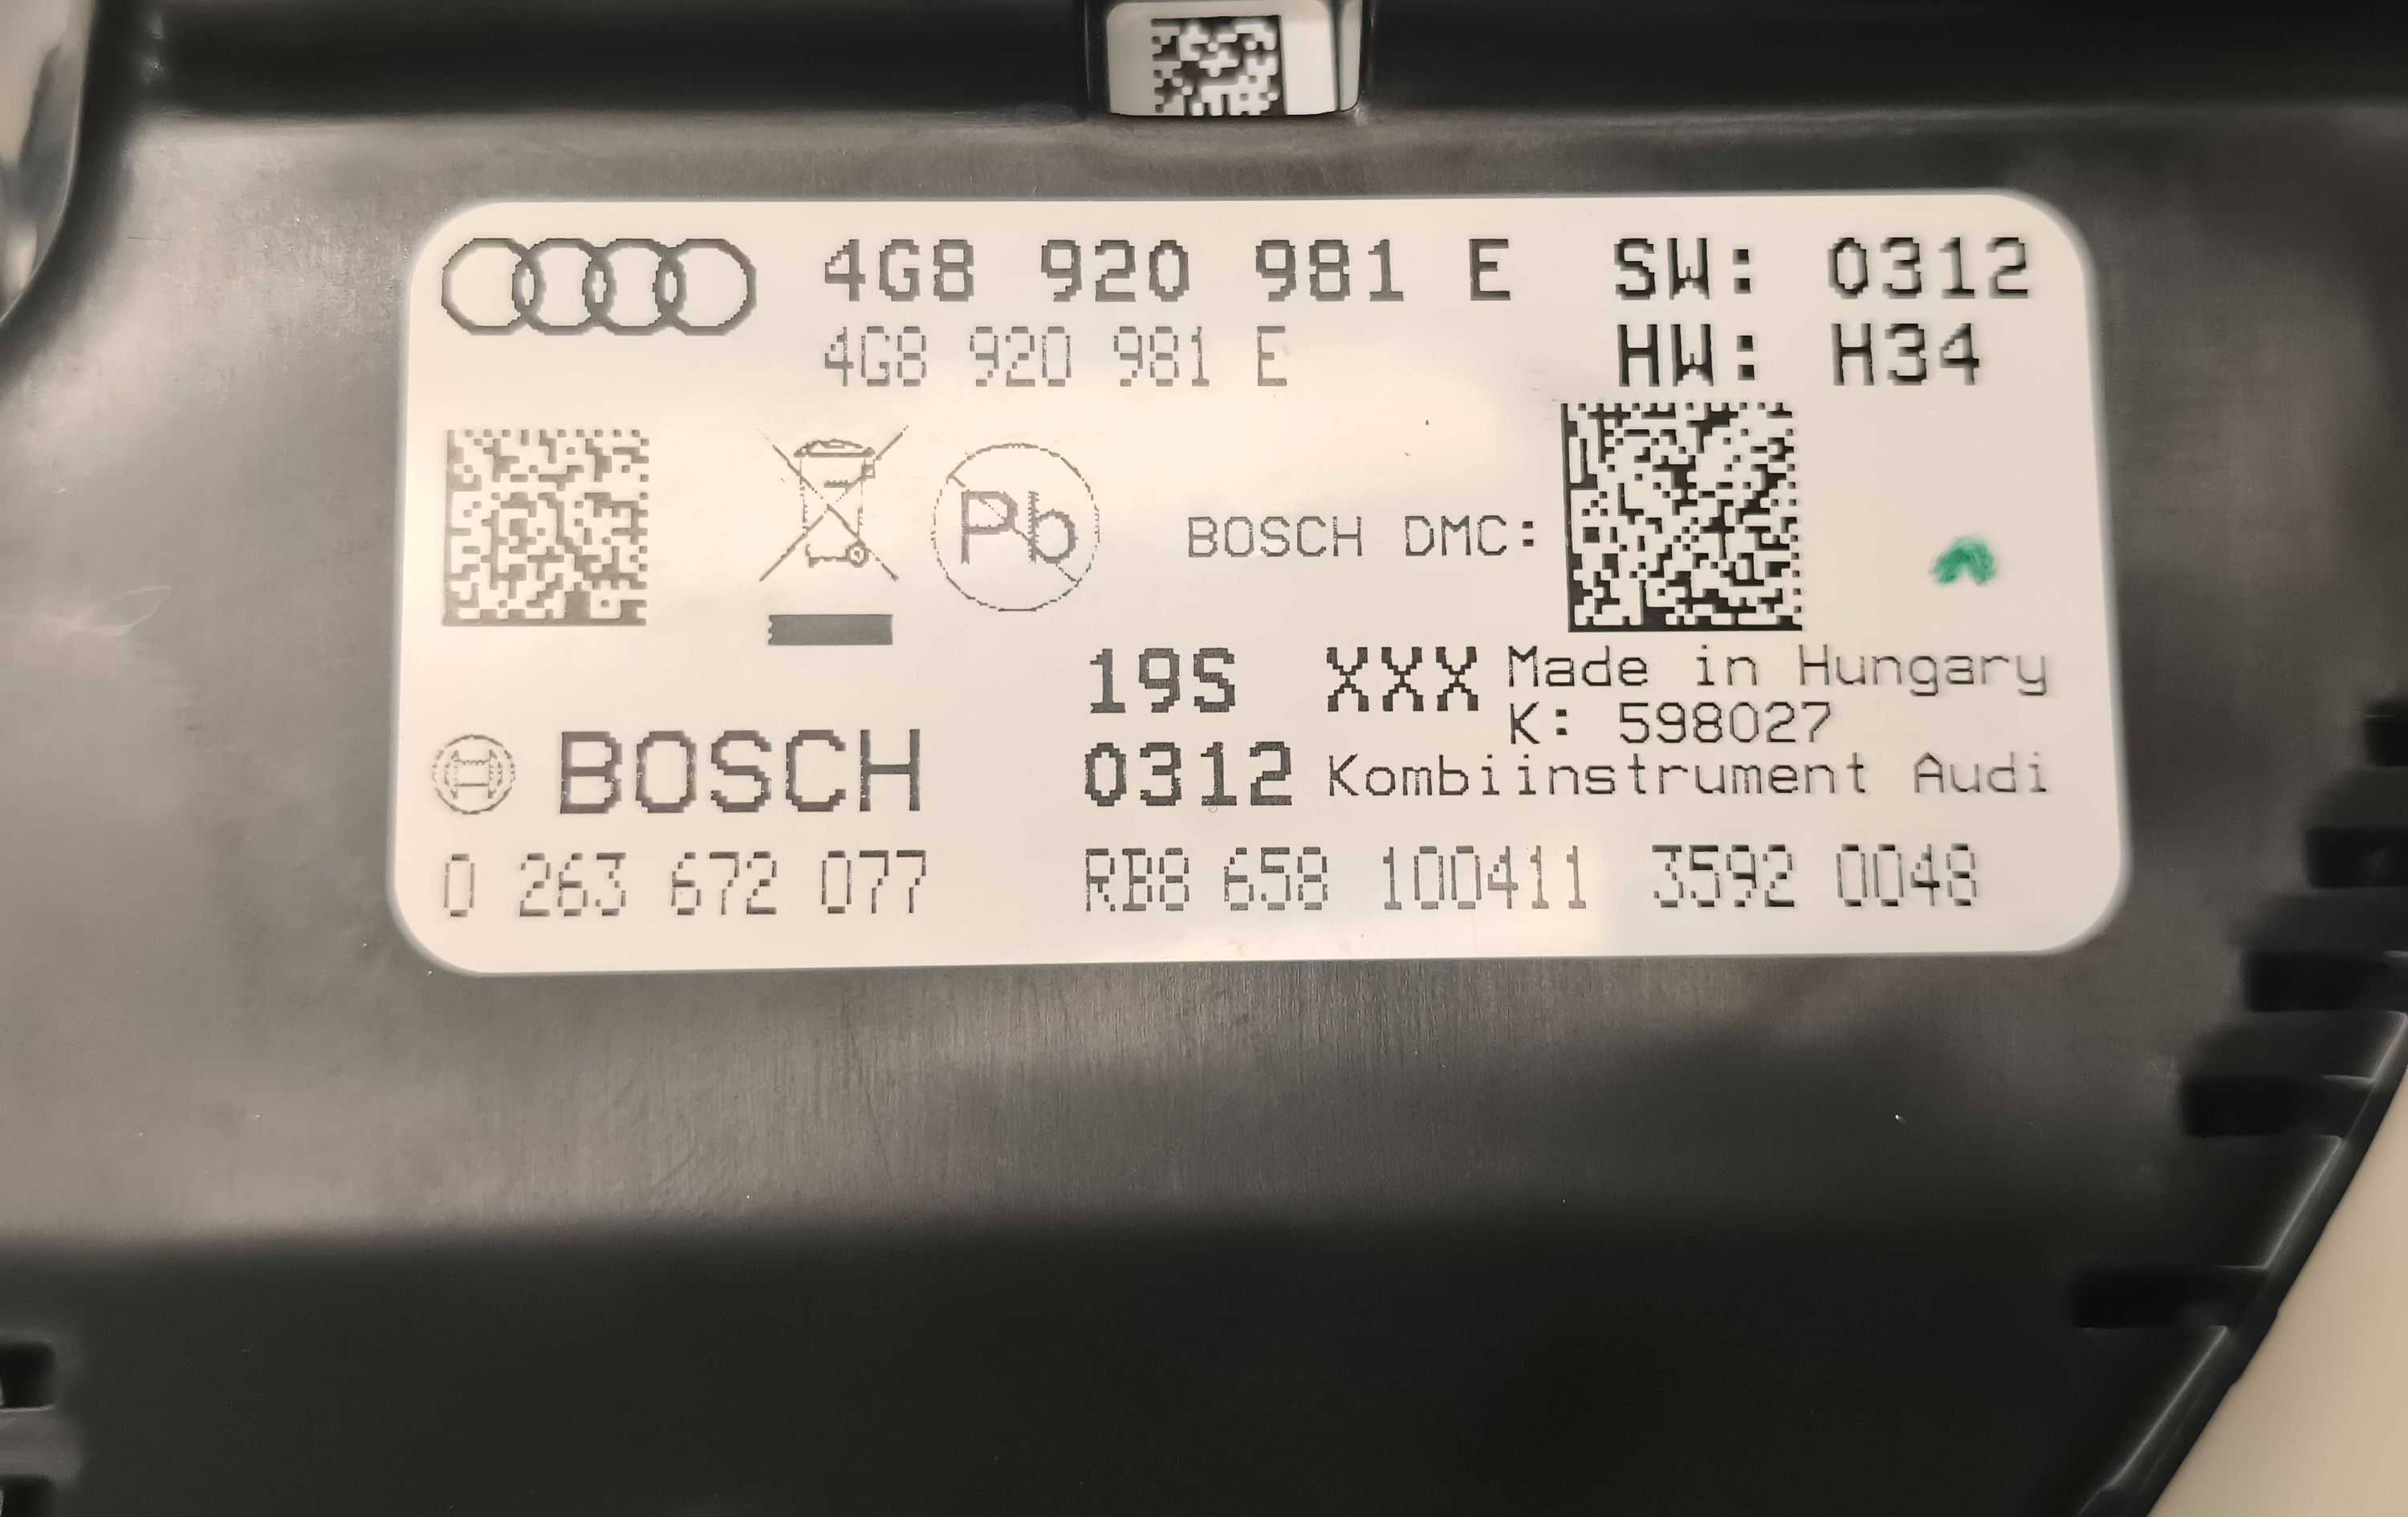 4G8 920 981 E SW: 0312
4G8 920 981 E HW: H34
Pb BOSCH DMC:
19S XXX Made in Hungary
K: 598027
BOSCH 0312 Kombiinstrument Audi
0 263 672 077 RB8 658 100411 3592 0048